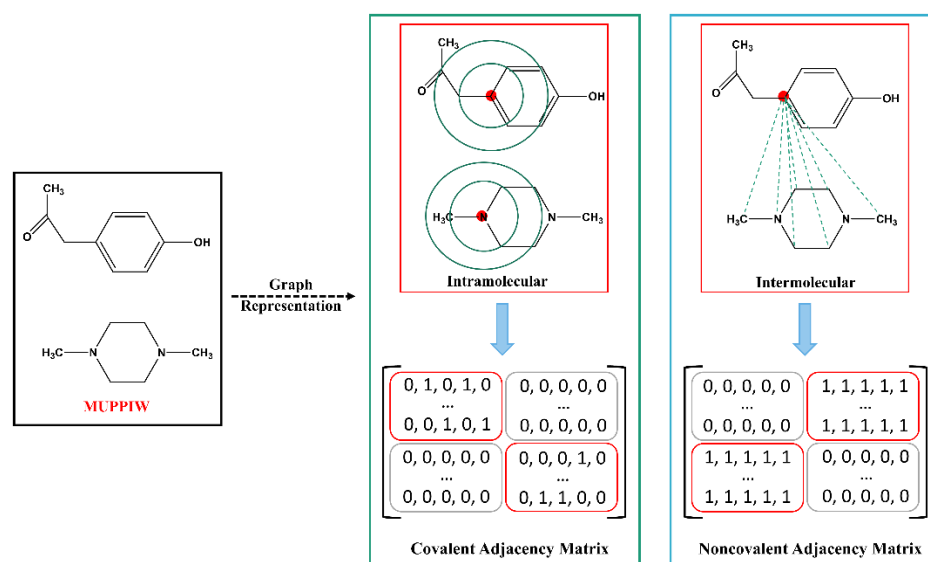 CH3
O
OH
H3C
N
N
CH3
MUPPIW
Graph
Representation
CH3
O
OH
H3C
N
N
CH3
Intramolecular
0, 1, 0, 1, 0
...
0, 0, 1, 0, 1
0, 0, 0, 0, 0
...
0, 0, 0, 0, 0
0, 0, 0, 0, 0
...
0, 0, 0, 0, 0
0, 0, 0, 1, 0
...
0, 1, 1, 0, 0
Covalent Adjacency Matrix
CH3
O
OH
H3C
N
N
CH3
Intermolecular
0, 0, 0, 0, 0
...
0, 0, 0, 0, 0
1, 1, 1, 1, 1
...
1, 1, 1, 1, 1
1, 1, 1, 1, 1
...
1, 1, 1, 1, 1
0, 0, 0, 0, 0
...
0, 0, 0, 0, 0
Noncovalent Adjacency Matrix